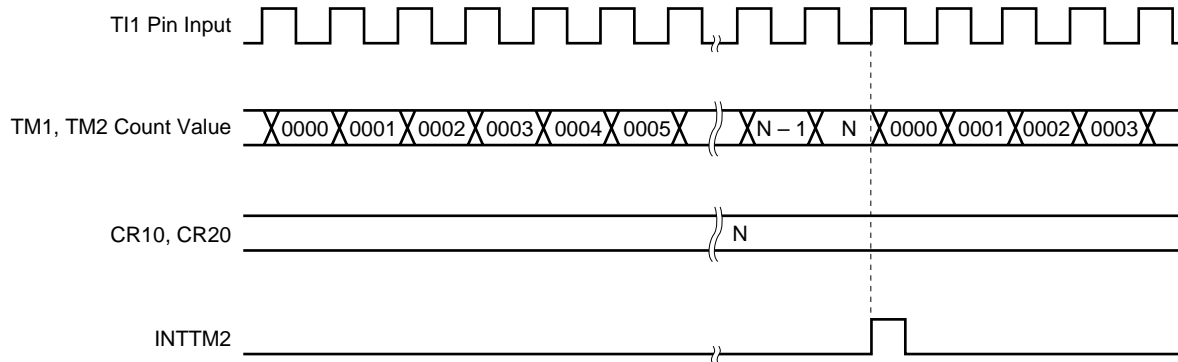 TI1 Pin Input
TM1, TM2 Count Value
0000 0001 0002 0003 0004 0005 N – 1 N 0000 0001 0002 0003
CR10, CR20
N
INTTM2